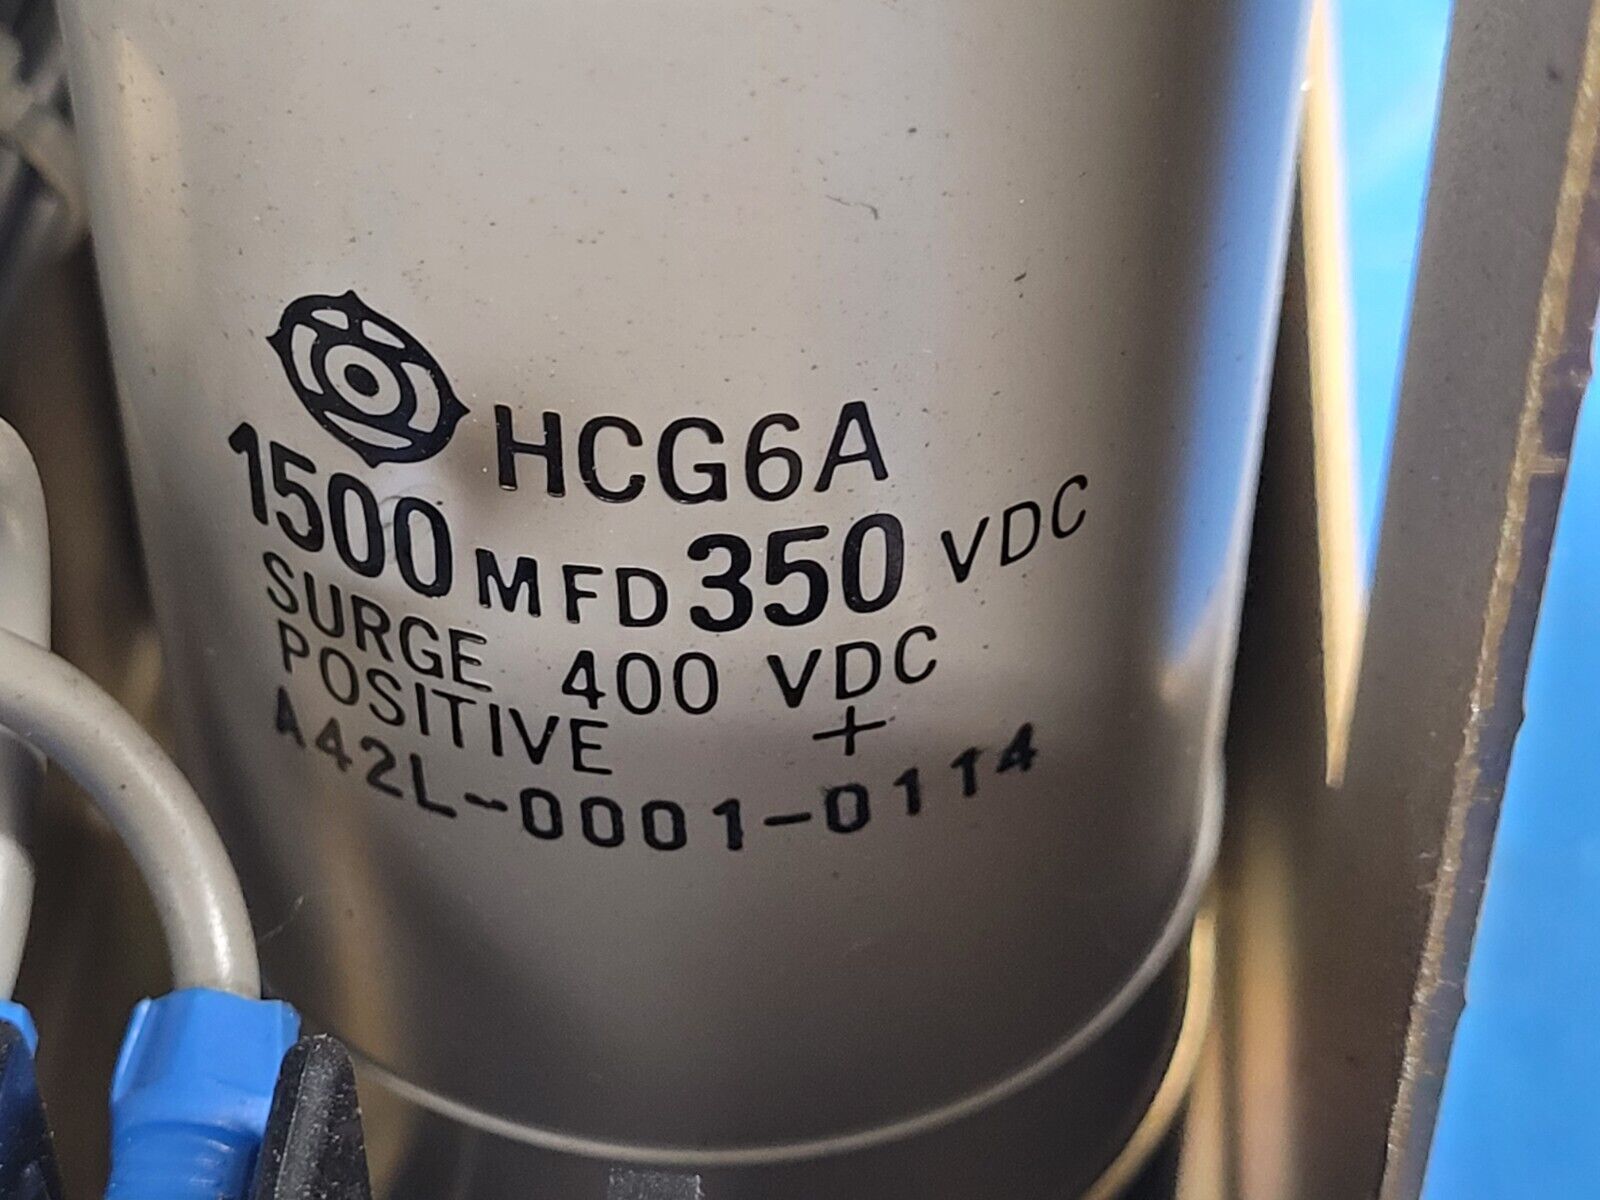 HCG6A
1500 MFD 350 VDC
SURGE 400 VDC
POSITIVE +
A42L-0001-0114